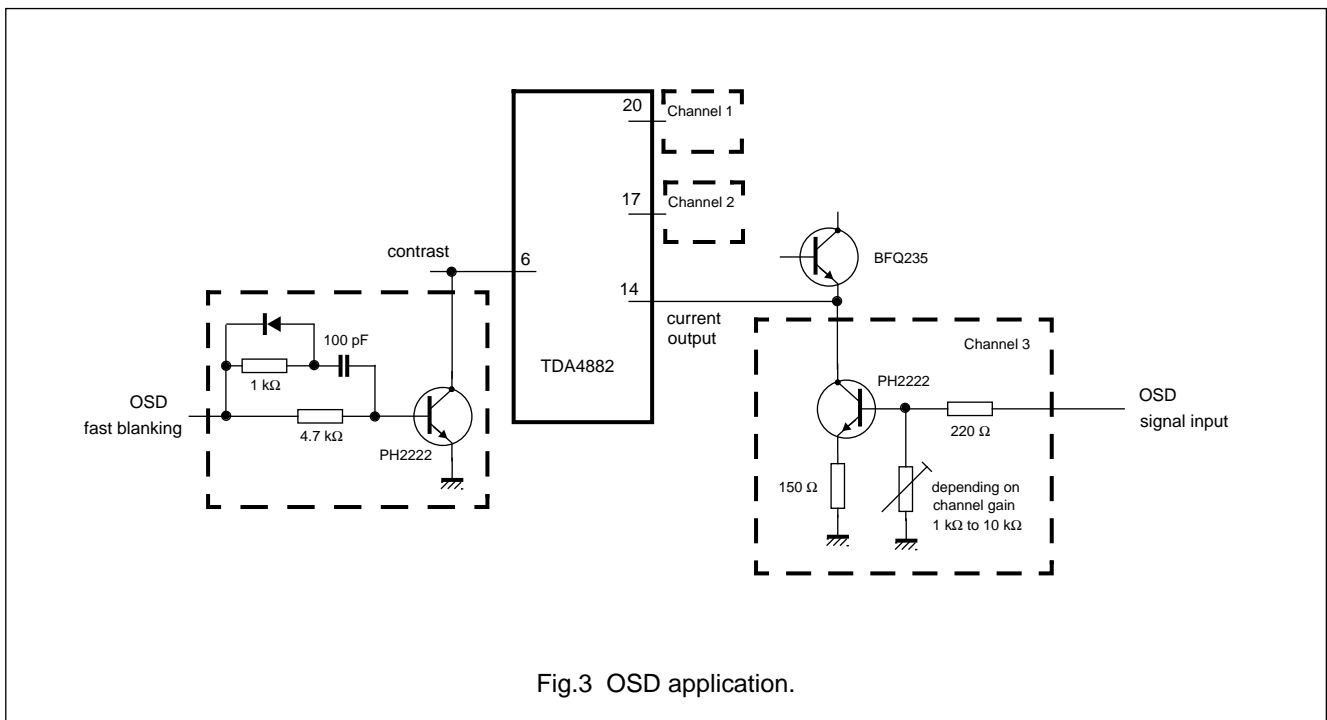 20
Channel 1
17
Channel 2
contrast
6
BFQ235
14
current
output
Channel 3
100 pF
TDA4882
1 kΩ
PH2222
OSD
fast blanking
OSD
signal input
4.7 kΩ
220 Ω
PH2222
150 Ω
depending on
channel gain
1 kΩ to 10 kΩ
Fig.3 OSD application.